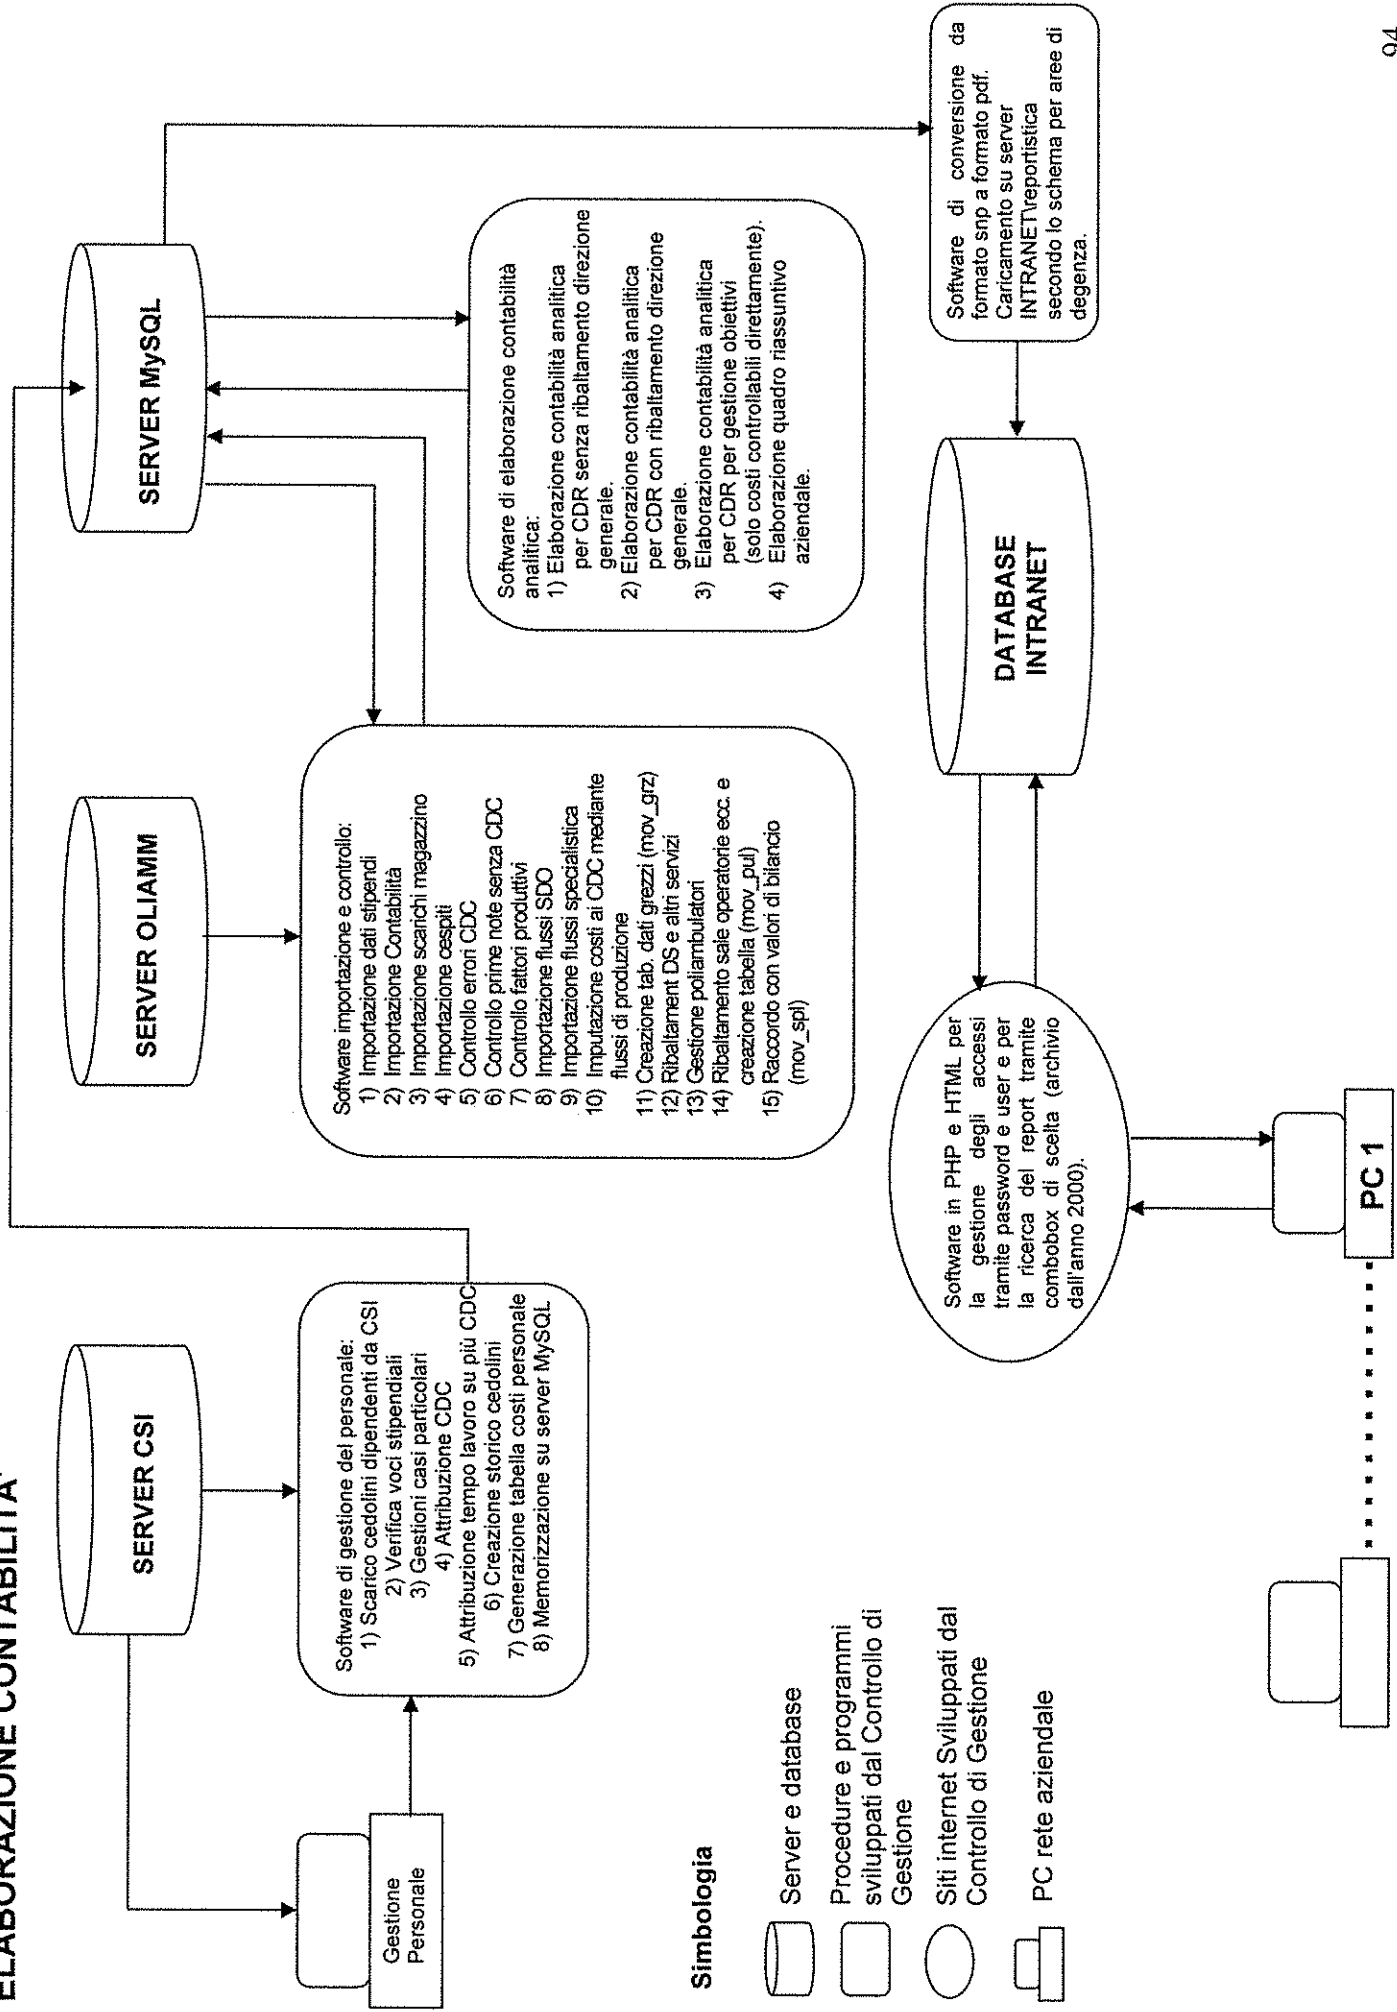 ELABORAZIONE CONTABILITA'
SERVER CSI
SERVER OLIAMM
SERVER MySQL
Gestione
Personale
Software di gestione del personale:
1) Scarico cedolini dipendenti da CSI
2) Verifica voci stipendiali
3) Gestioni casi particolari
4) Attribuzione CDC
5) Attribuzione tempo lavoro su più CDC
6) Creazione storico cedolini
7) Generazione tabella costi personale
8) Memorizzazione su server MySQL
Software importazione e controllo:
1) Importazione dati stipendi
2) Importazione Contabilità
3) Importazione scarichi magazzino
4) Importazione cespiti
5) Controllo errori CDC
6) Controllo prime note senza CDC
7) Controllo fattori produttivi
8) Importazione flussi SDO
9) Importazione flussi specialistica
10) Imputazione costi ai CDC mediante
flussi di produzione
11) Creazione tab. dati grezzi (mov_grz)
12) Ribaltament DS e altri servizi
13) Gestione poliambulatori
14) Ribaltamento sale operatorie ecc. e
creazione tabella (mov_pul)
15) Raccordo con valori di bilancio
(mov_spl)
Software di elaborazione contabilità
analitica:
1) Elaborazione contabilità analitica
per CDR senza ribaltamento direzione
generale.
2) Elaborazione contabilità analitica
per CDR con ribaltamento direzione
generale.
3) Elaborazione contabilità analitica
per CDR per gestione obiettivi
(solo costi controllabili direttamente).
4) Elaborazione quadro riassuntivo
aziendale.
Software di conversione da
formato snp a formato pdf.
Caricamento su server
INTRANET\reportistica
secondo lo schema per aree di
degenza.
DATABASE
INTRANET
Software in PHP e HTML per
la gestione degli accessi
tramite password e user e per
la ricerca del report tramite
combobox di scelta (archivio
dall'anno 2000).
PC 1
Simbologia
Server e database
Procedure e programmi
sviluppati dal Controllo di
Gestione
Siti internet Sviluppati dal
Controllo di Gestione
PC rete aziendale
94